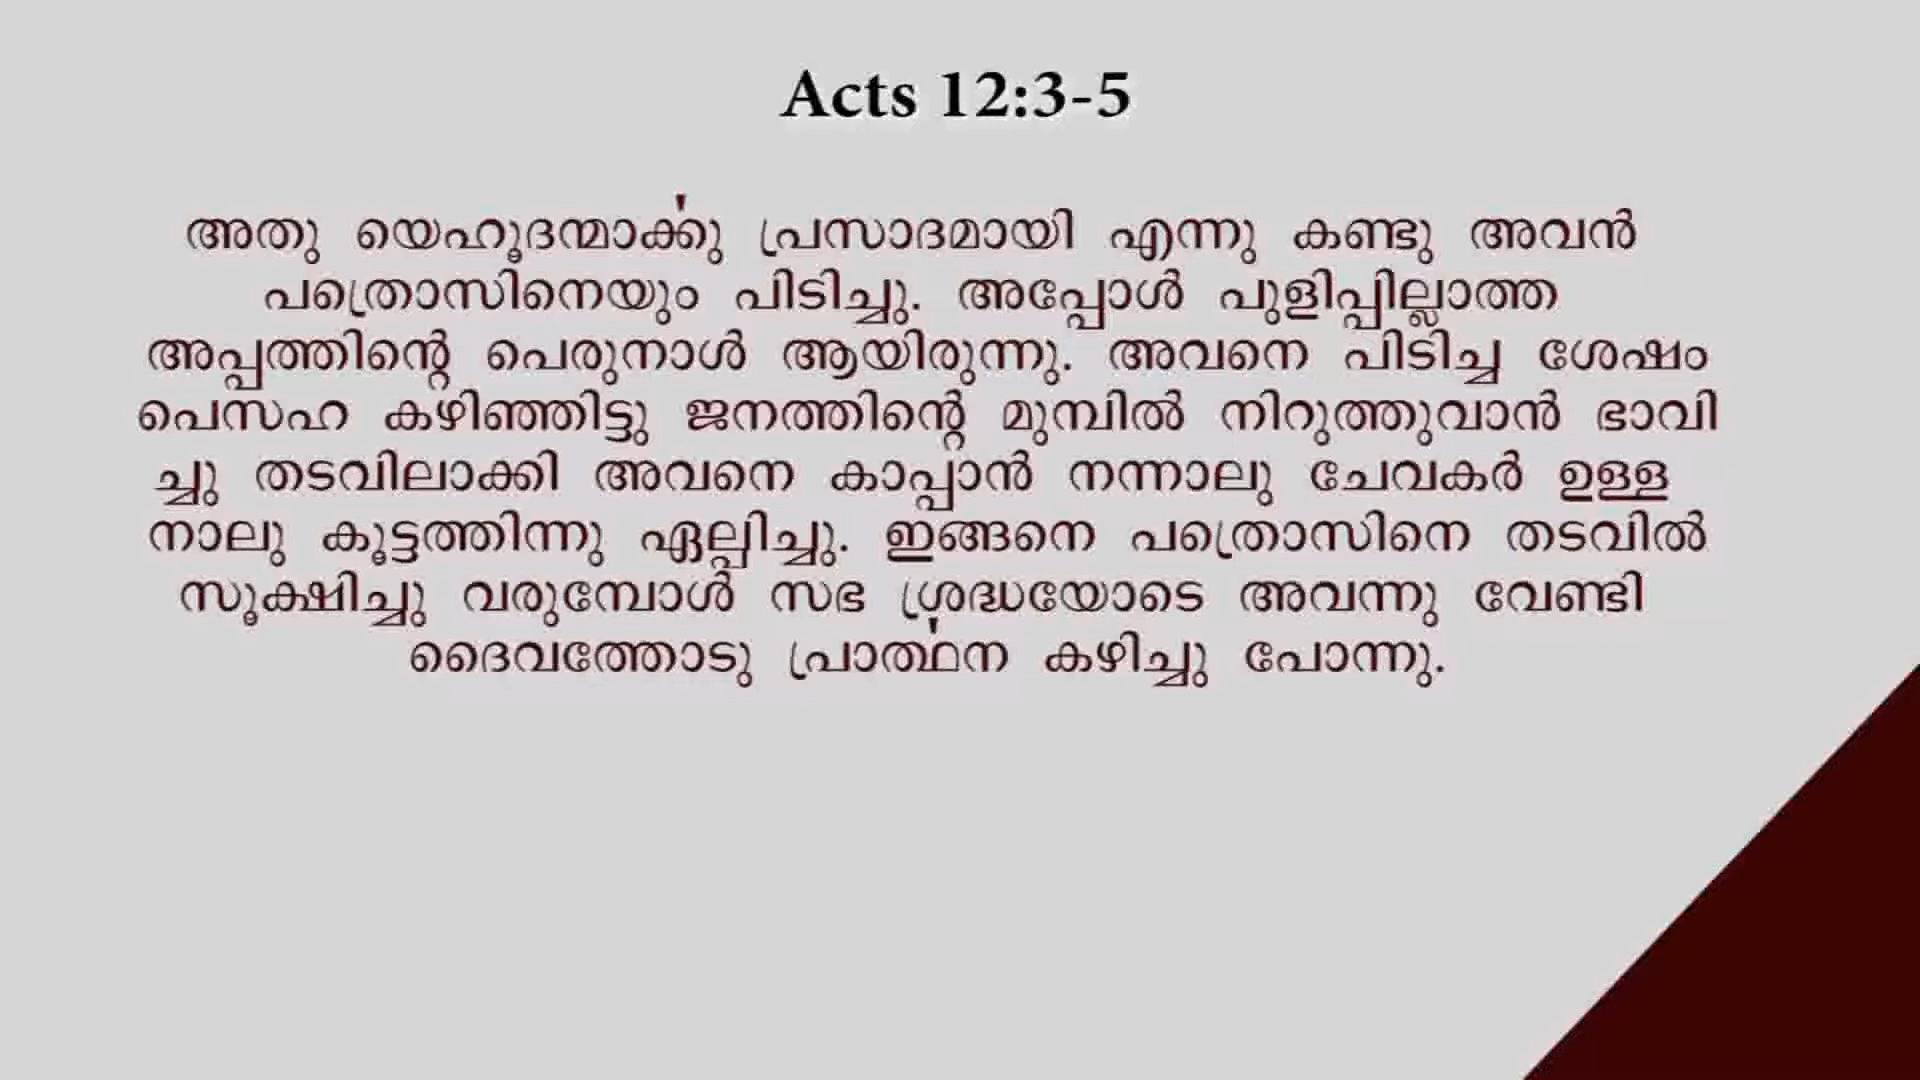 Acts 12:3-5
അതു യെഹൂദന്മാൎക്കു പ്രസാദമായി എന്നു കണ്ടു അവൻ
പത്രൊസിനെയും പിടിച്ചു. അപ്പോൾ പുളിപ്പില്ലാത്ത
അപ്പത്തിന്റെ പെരുനാൾ ആയിരുന്നു. അവനെ പിടിച്ച ശേഷം
പെസഹ കഴിഞ്ഞിട്ടു ജനത്തിന്റെ മുമ്പിൽ നിറുത്തുവാൻ ഭാവി
ച്ചു തടവിലാക്കി അവനെ കാപ്പാൻ നന്നാലു ചേവകർ ഉള്ള
നാലു കൂട്ടത്തിന്നു ഏല്പിച്ചു. ഇങ്ങനെ പത്രൊസിനെ തടവിൽ
സൂക്ഷിച്ചു വരുമ്പോൾ സഭ ശ്രദ്ധയോടെ അവന്നു വേണ്ടി
ദൈവത്തോടു പ്രാൎത്ഥന കഴിച്ചു പോന്നു.